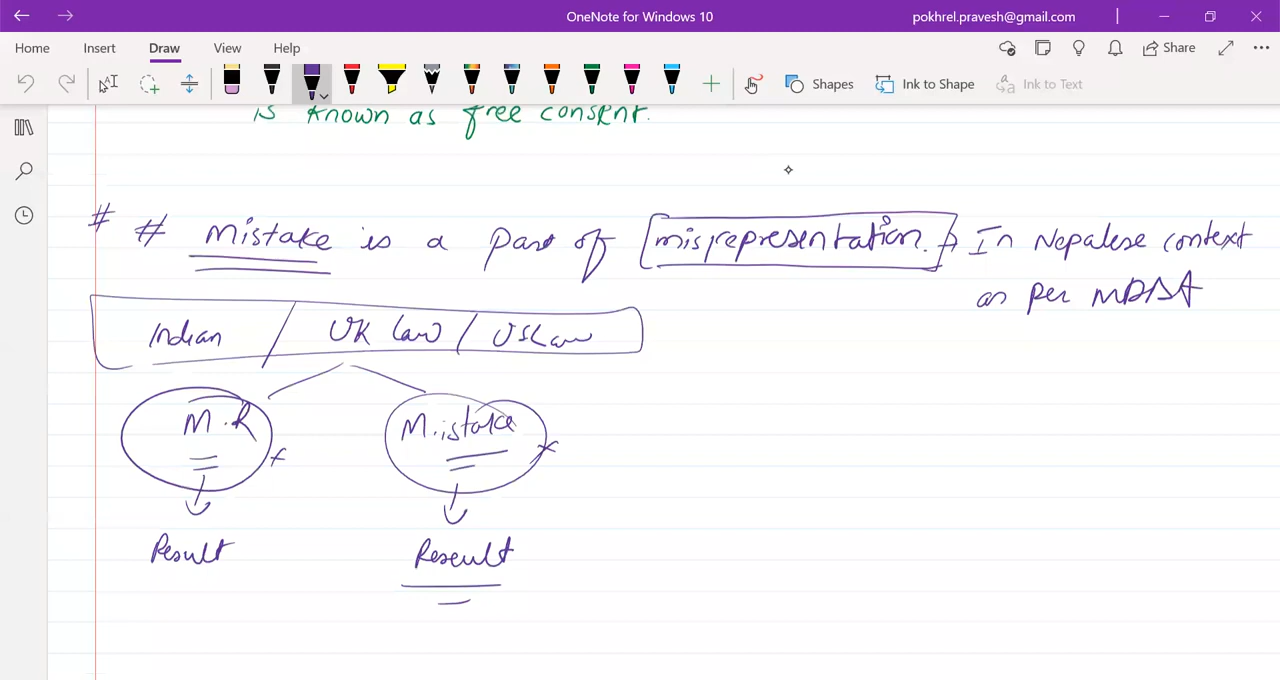 OneNote for Windows 10
pokhrel.pravesh@gmail.com
Home Insert Draw View Help Share
Shapes Ink to Shape Ink to Text
is known as free consent.
# # Mistake is a part of [misrepresentation.] In Nepalese context
as per
Indian / UK law / US law
M.R M.istake
Result Reseult